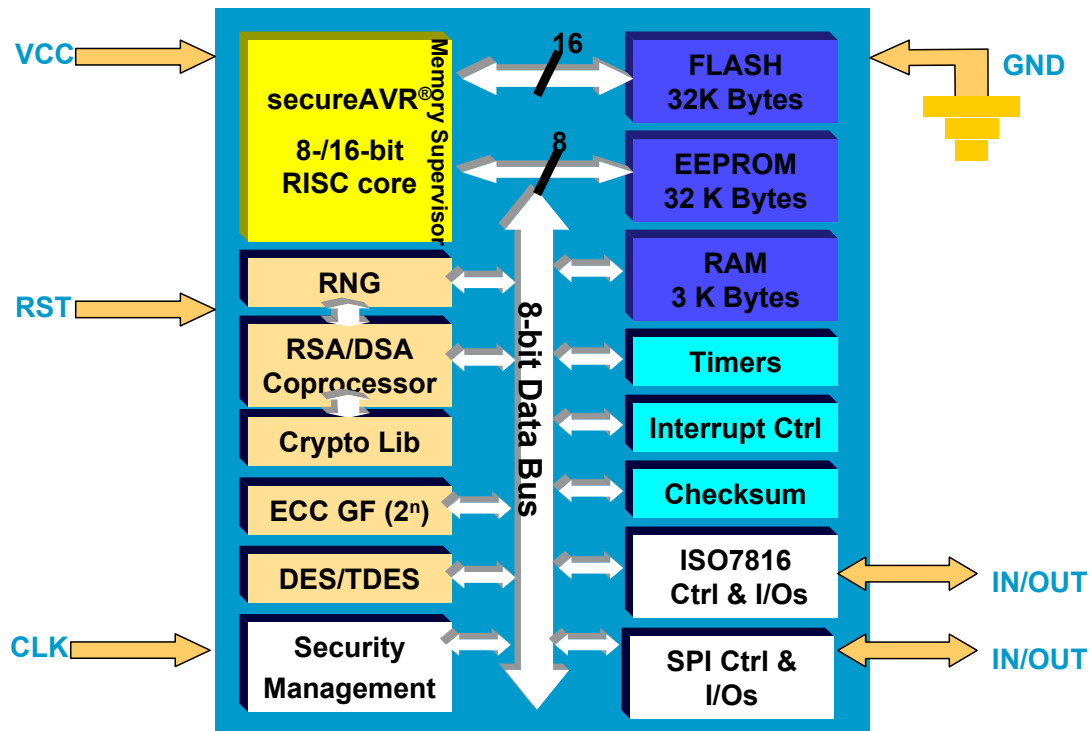 VCC
RST
CLK
secureAVR®
8-/16-bit
RISC core
Memory Supervisor
RNG
RSA/DSA
Coprocessor
Crypto Lib
ECC GF (2ⁿ)
DES/TDES
Security
Management
16
8
8-bit Data Bus
FLASH
32K Bytes
EEPROM
32 K Bytes
RAM
3 K Bytes
Timers
Interrupt Ctrl
Checksum
ISO7816
Ctrl & I/Os
SPI Ctrl &
I/Os
GND
IN/OUT
IN/OUT